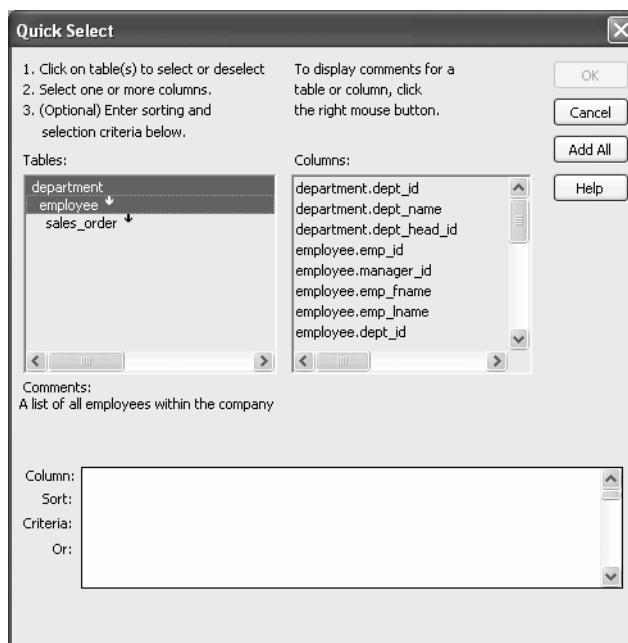 Quick Select
1. Click on table(s) to select or deselect
2. Select one or more columns.
3. (Optional) Enter sorting and
selection criteria below.
To display comments for a
table or column, click
the right mouse button.
OK
Cancel
Add All
Help
Tables:
department
employee
sales_order
Columns:
department.dept_id
department.dept_name
department.dept_head_id
employee.emp_id
employee.manager_id
employee.emp_fname
employee.emp_lname
employee.dept_id
Comments:
A list of all employees within the company
Column:
Sort:
Criteria:
Or: